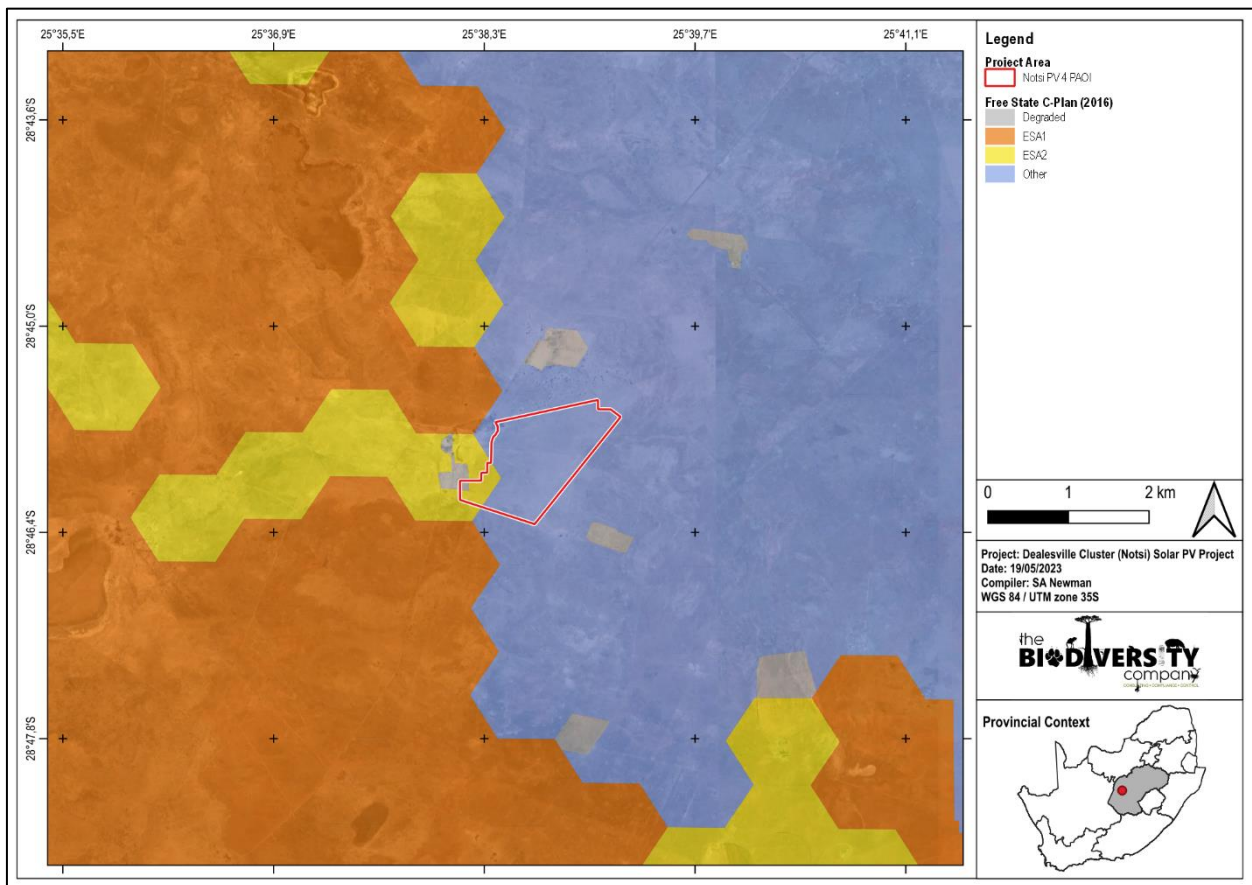 25°35,5'E 25°36,9'E 25°38,3'E 25°39,7'E 25°41,1'E
28°43,6'S
28°45,0'S
28°46,4'S
28°47,8'S
Legend
Project Area
Notsi PV 4 PAOI
Free State C-Plan (2016)
Degraded
ESA1
ESA2
Other
0 1 2 km
Project: Dealesville Cluster (Notsi) Solar PV Project
Date: 19/05/2023
Compiler: SA Newman
WGS 84 / UTM zone 35S
the
BIODIVERSITY
company
Provincial Context